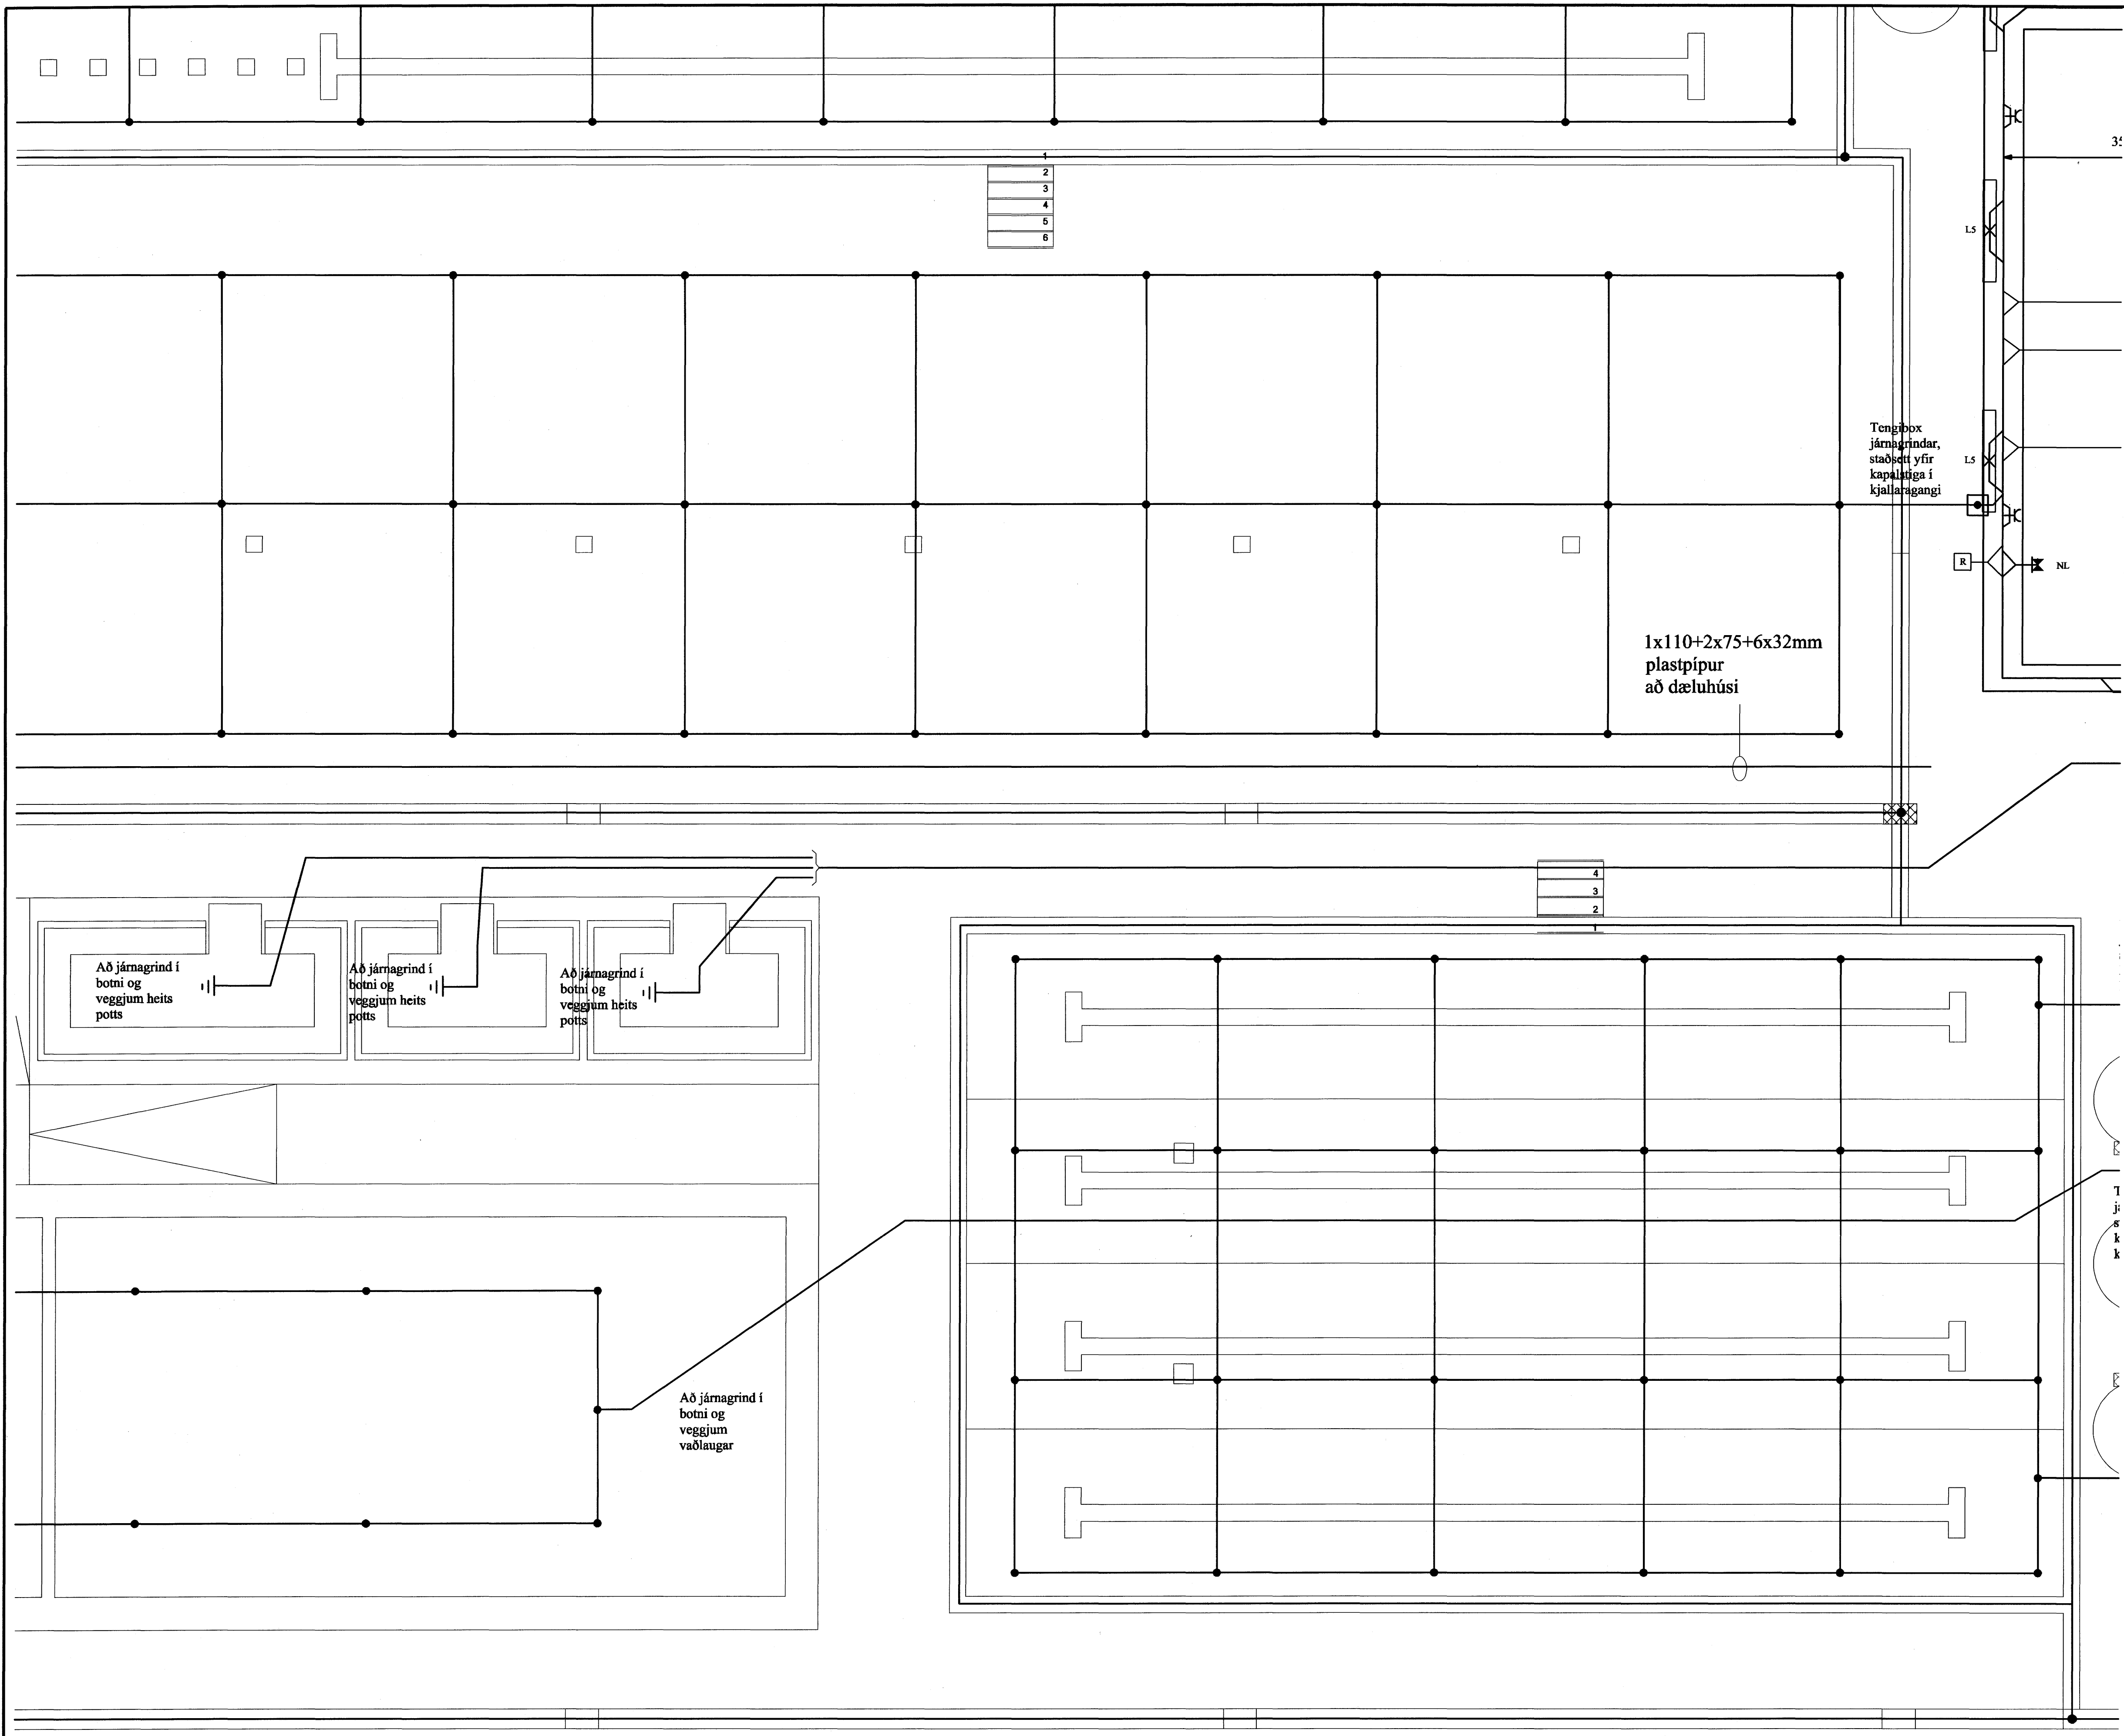 35
1
2
3
4
5
6
L5
Tengibox
járnagrindar,
staðsett yfir
kapalstiga í
kjallaragangi
L5
R
NL
1x110+2x75+6x32mm
plastpípur
að dæluhúsi
4
3
2
1
Að járnagrind í
botni og
veggjum heits
potts
Að járnagrind í
botni og
veggjum heits
potts
Að járnagrind í
botni og
veggjum heits
potts
Að járnagrind í
botni og
veggjum
vaðlaugar